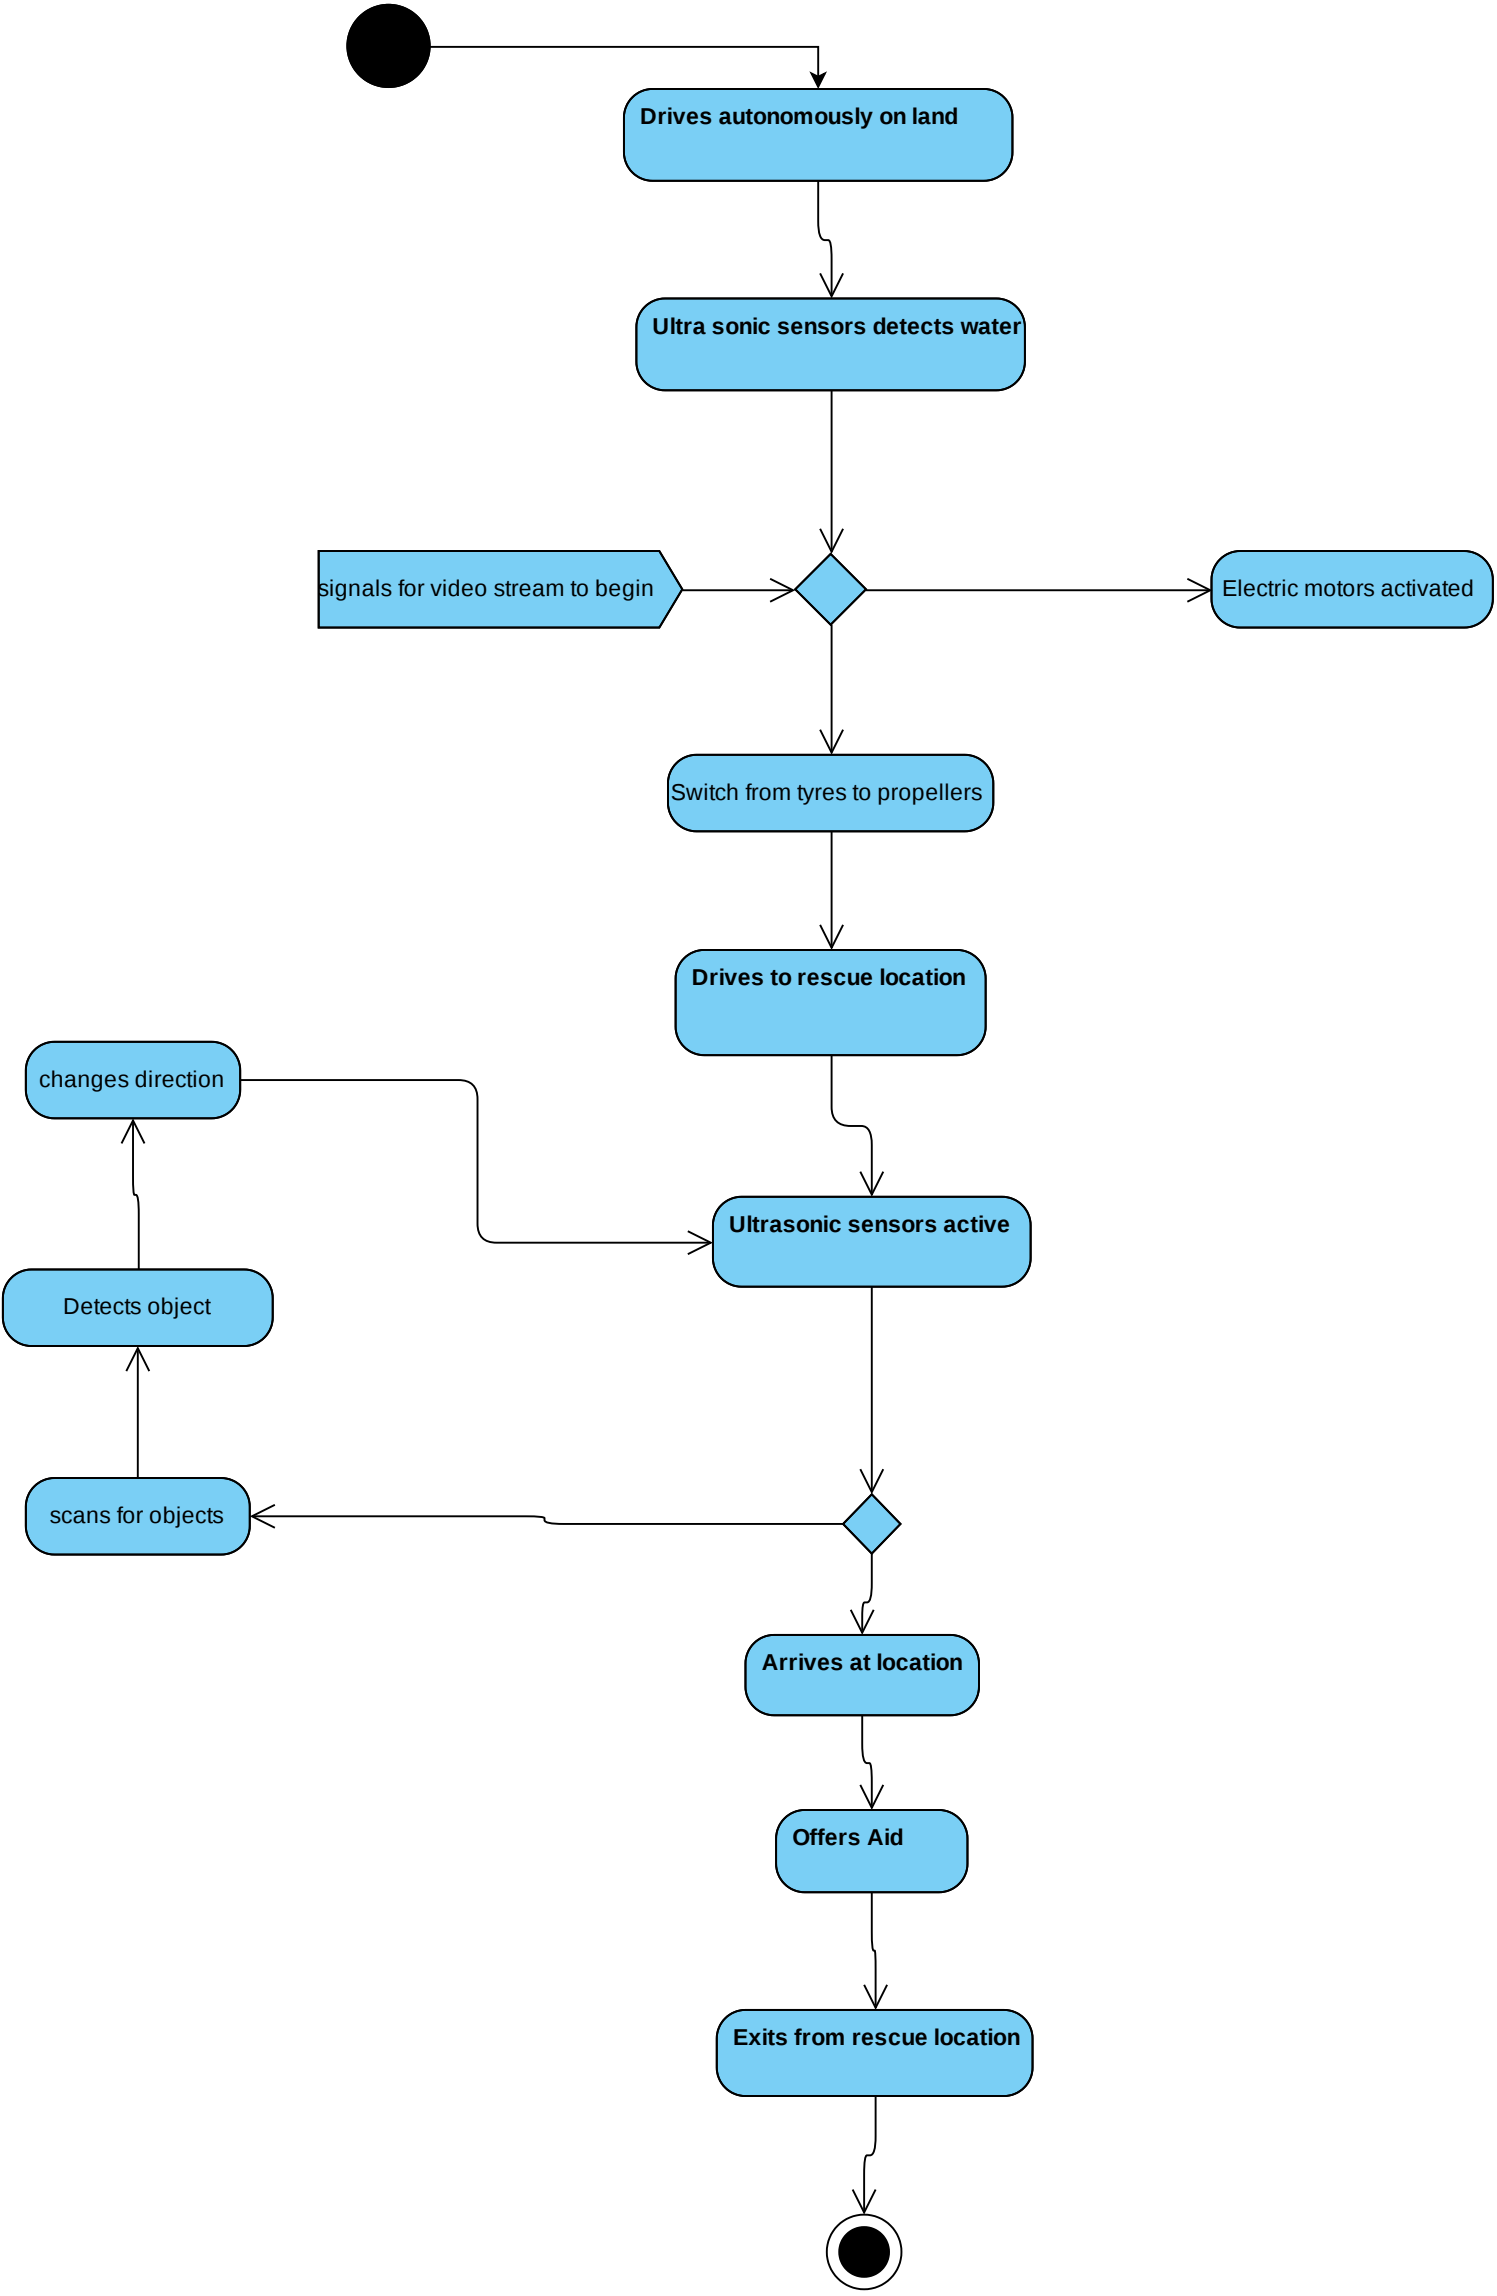 Drives autonomously on land
Ultra sonic sensors detects water
signals for video stream to begin
Electric motors activated
Switch from tyres to propellers
Drives to rescue location
changes direction
Ultrasonic sensors active
Detects object
scans for objects
Arrives at location
Offers Aid
Exits from rescue location